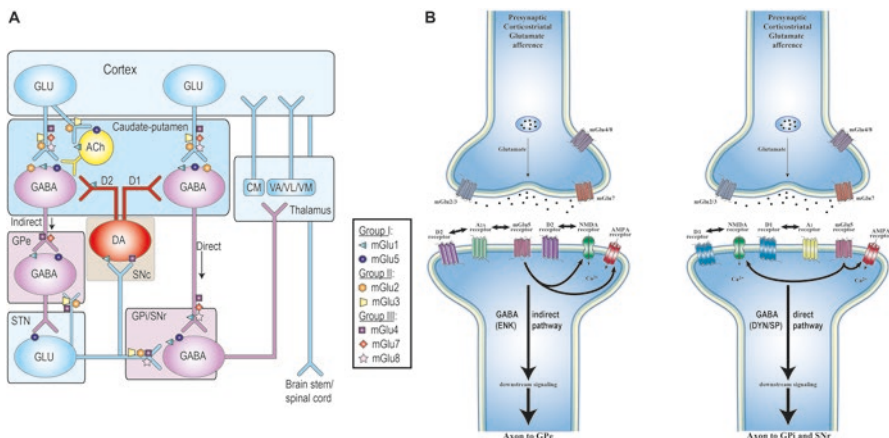 A
Cortex
GLU
GLU
Caudate-putamen
ACh
GABA
D2
D1
GABA
CM
VA/VL/VM
Thalamus
Indirect
DA
SNc
Direct
GPe
GABA
STN
GLU
GPi/SNr
GABA
Brain stem/
spinal cord
Group I:
mGlu1
mGlu5
Group II:
mGlu2
mGlu3
Group III:
mGlu4
mGlu7
mGlu8
B
Presynaptic
Corticostriatal
Glutamate
afference
mGlu4/8
Glutamate
mGlu2/3
mGlu7
D2
receptor
receptor
mGlu5
receptor
D2
receptor
NMDA
receptor
AMPA
receptor
Ca²⁺
GABA
(ENK)
indirect
pathway
downstream signaling
Axon to GPe
Presynaptic
Corticostriatal
Glutamate
afference
mGlu4/8
Glutamate
mGlu2/3
mGlu7
D1
receptor
NMDA
receptor
D1
receptor
A1
receptor
mGlu5
receptor
AMPA
receptor
Ca²⁺
Ca²⁺
GABA
(DYN/SP)
direct
pathway
downstream signaling
Axon to GPi and SNr